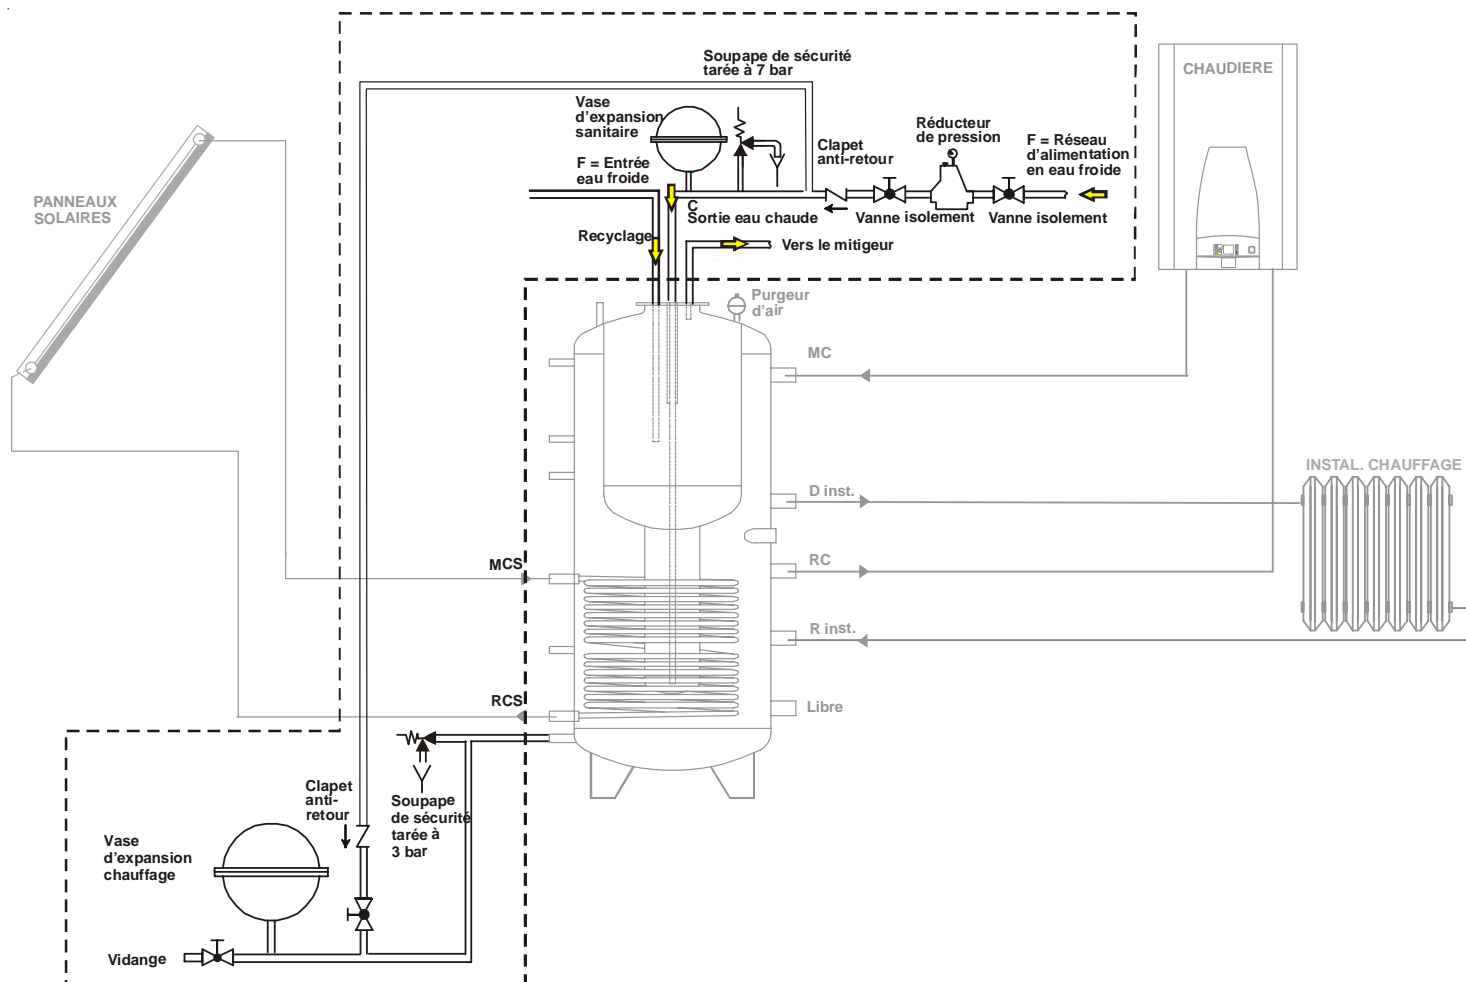 Soupape de sécurité
tarée à 7 bar
CHAUDIERE
Vase
d'expansion
sanitaire
Réducteur
de pression
Clapet
anti-retour
F = Réseau
d'alimentation
en eau froide
F = Entrée
eau froide
PANNEAUX
SOLAIRES
C
Sortie eau chaude
Vanne isolement
Vanne isolement
Recyclage
Vers le mitigeur
Purgeur
d'air
MC
INSTAL. CHAUFFAGE
D inst.
MCS
RC
R inst.
RCS
Libre
Clapet
anti-
retour
Soupape
de sécurité
tarée à
3 bar
Vase
d'expansion
chauffage
Vidange